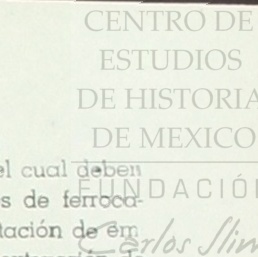 CENTRO DE
ESTUDIOS
DE HISTORIA
DE MEXICO
el cual deben
FUNDACIÓN
s de ferroca-
tación de em
Carlos Slim